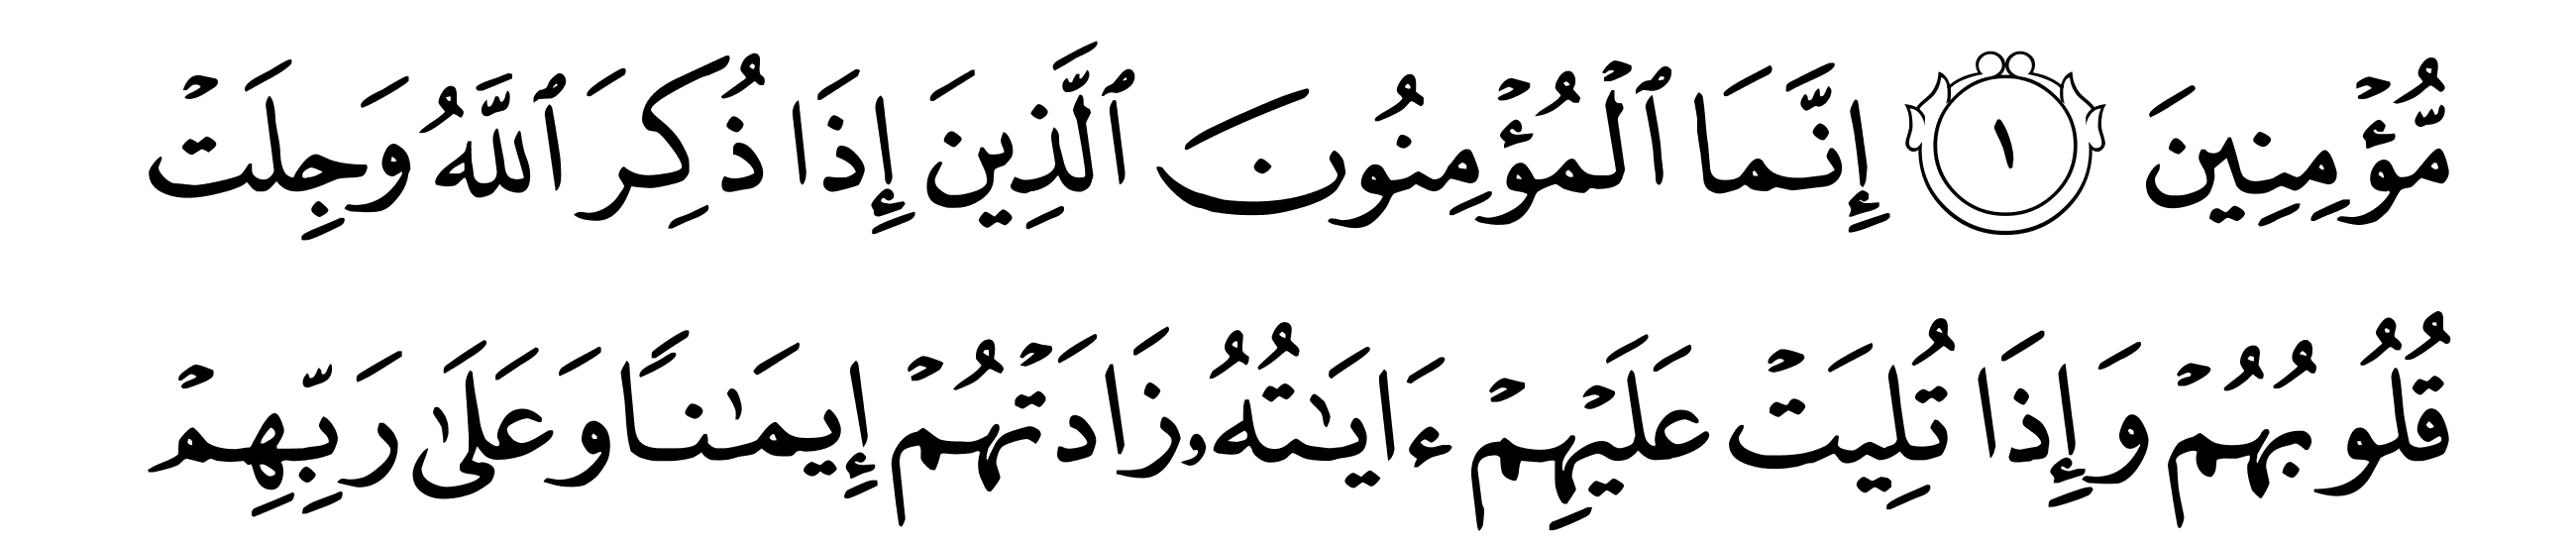 مُّؤْمِنِينَ ١ إِنَّمَا ٱلْمُؤْمِنُونَ ٱلَّذِينَ إِذَا ذُكِرَ ٱللَّهُ وَجِلَتْ
قُلُوبُهُمْ وَإِذَا تُلِيَتْ عَلَيْهِمْ ءَايَـٰتُهُۥ زَادَتْهُمْ إِيمَـٰنًا وَعَلَىٰ رَبِّهِمْ